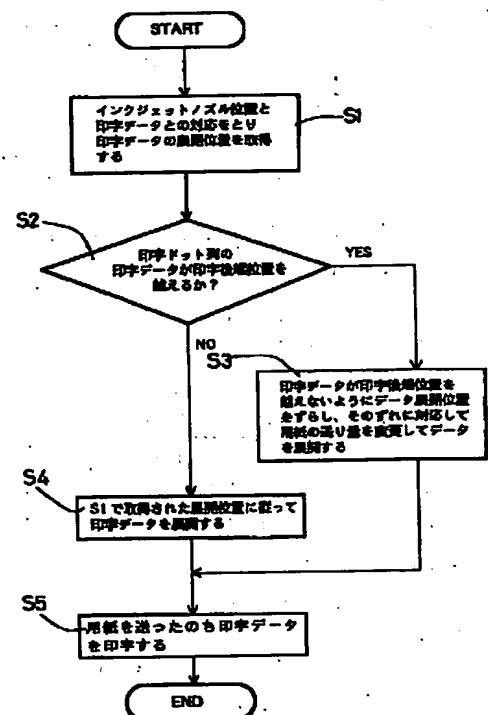 START
インクジェットノズル位置と
印字データとの対応をとり
印字データの展開位置を取得
する
S1
S2
印字ドット列の
印字データが印字後端位置を
越えるか?
YES
NO
S3
印字データが印字後端位置を
越えないようにデータ展開位置
をずらし、そのずれに対応して
用紙の送り量を変更してデータ
を展開する
S4
S1で取得された展開位置に従って
印字データを展開する
S5
用紙を送ったのち印字データ
を印字する
END